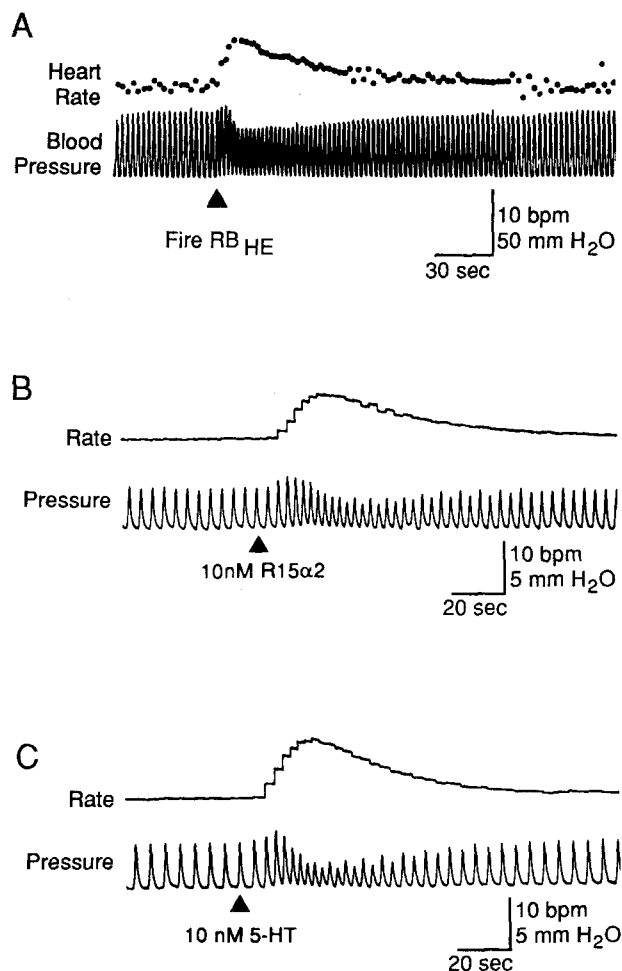 A
Heart
Rate
Blood
Pressure
Fire RB HE
10 bpm
50 mm H2O
30 sec
B
Rate
Pressure
10nM R15α2
10 bpm
5 mm H2O
20 sec
C
Rate
Pressure
10 nM 5-HT
10 bpm
5 mm H2O
20 sec